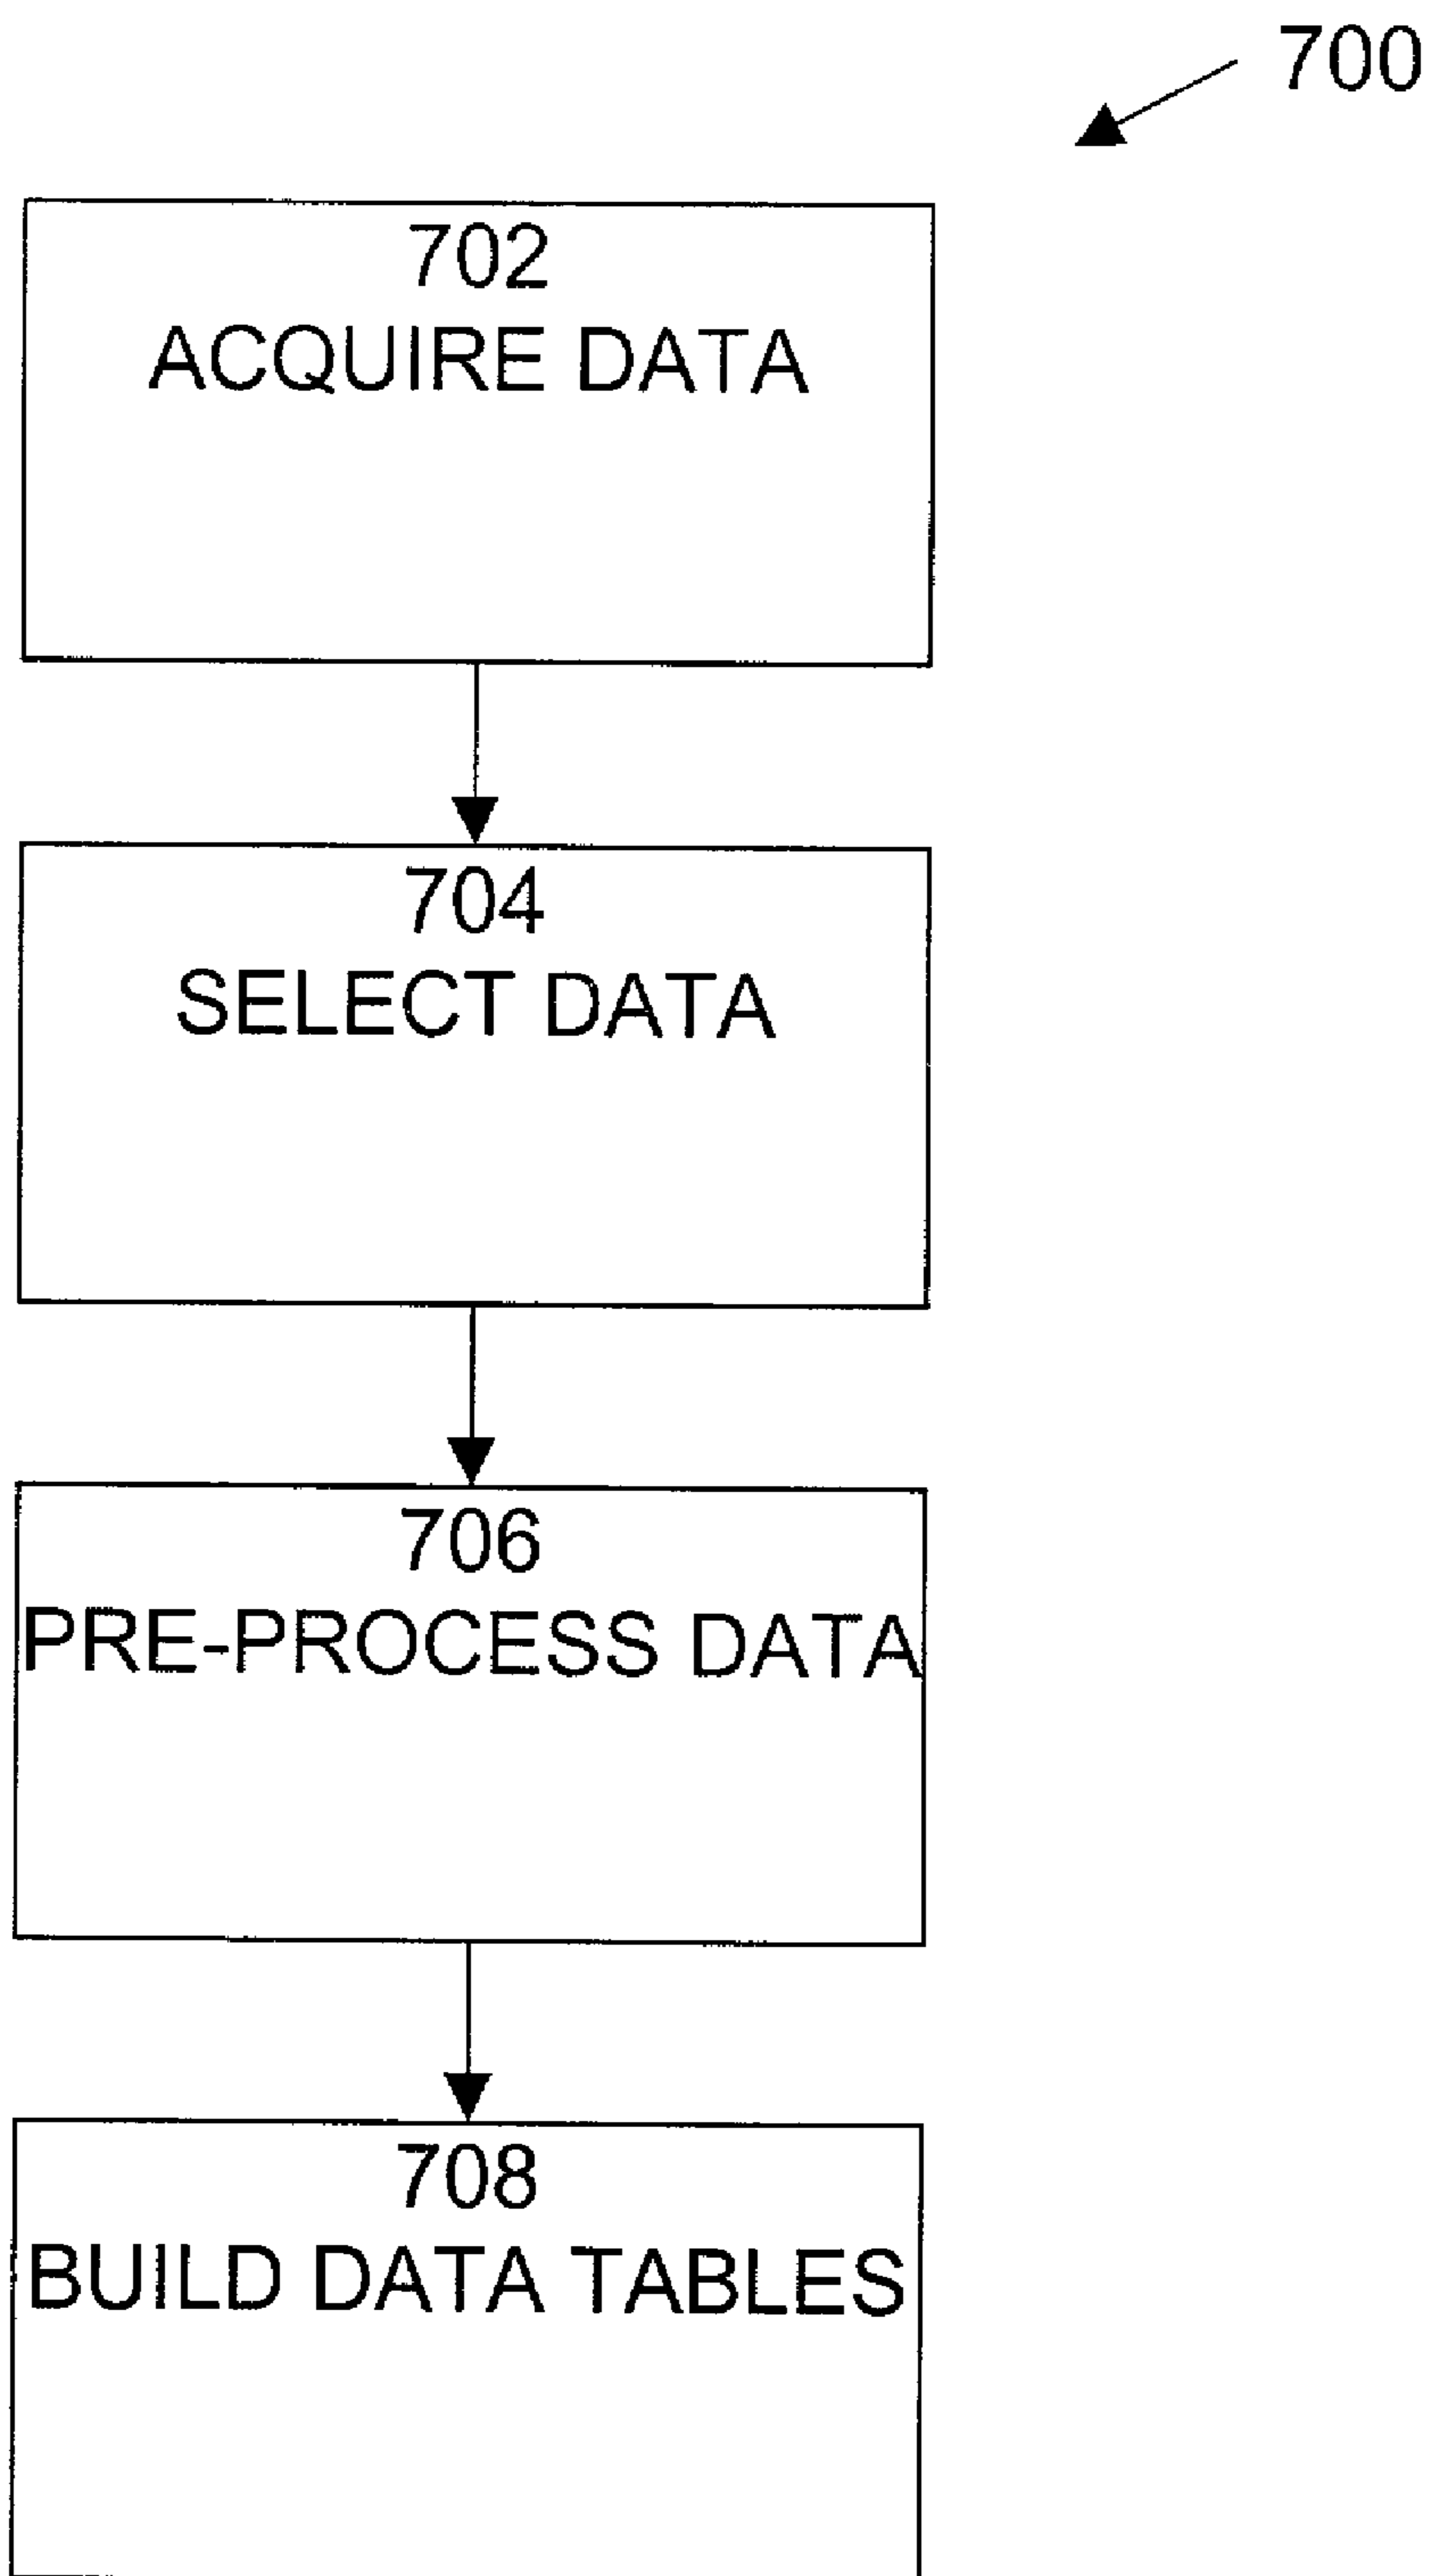 700
702
ACQUIRE DATA
704
SELECT DATA
706
PRE-PROCESS DATA
708
BUILD DATA TABLES